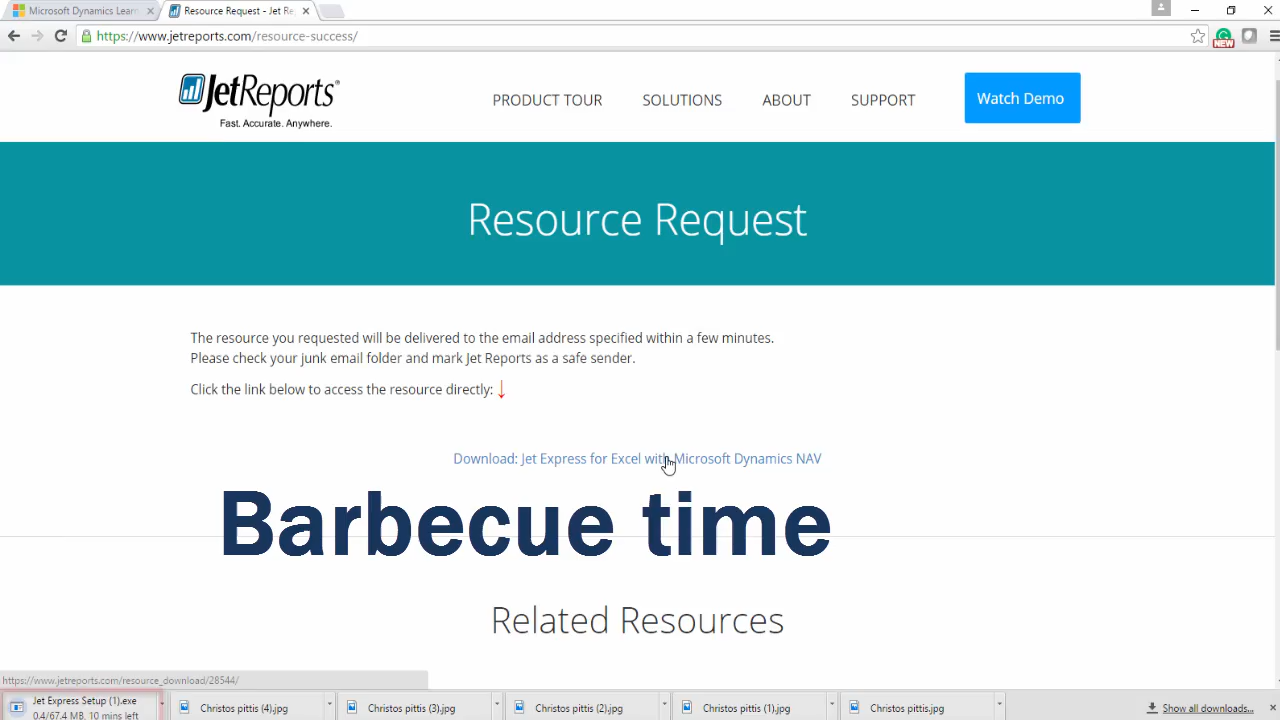 Microsoft Dynamics Learn
Resource Request - Jet Re
https://www.jetreports.com/resource-success/
NEW
JetReports®
Fast. Accurate. Anywhere.
PRODUCT TOUR
SOLUTIONS
ABOUT
SUPPORT
Watch Demo
Resource Request
The resource you requested will be delivered to the email address specified within a few minutes.
Please check your junk email folder and mark Jet Reports as a safe sender.
Click the link below to access the resource directly: ↓
Download: Jet Express for Excel with Microsoft Dynamics NAV
Barbecue time
Related Resources
https://www.jetreports.com/resource_download/28544/
Jet Express Setup (1).exe
0.4/67.4 MB, 10 mins left
Christos pittis (4).jpg
Christos pittis (3).jpg
Christos pittis (2).jpg
Christos pittis (1).jpg
Christos pittis.jpg
Show all downloads...